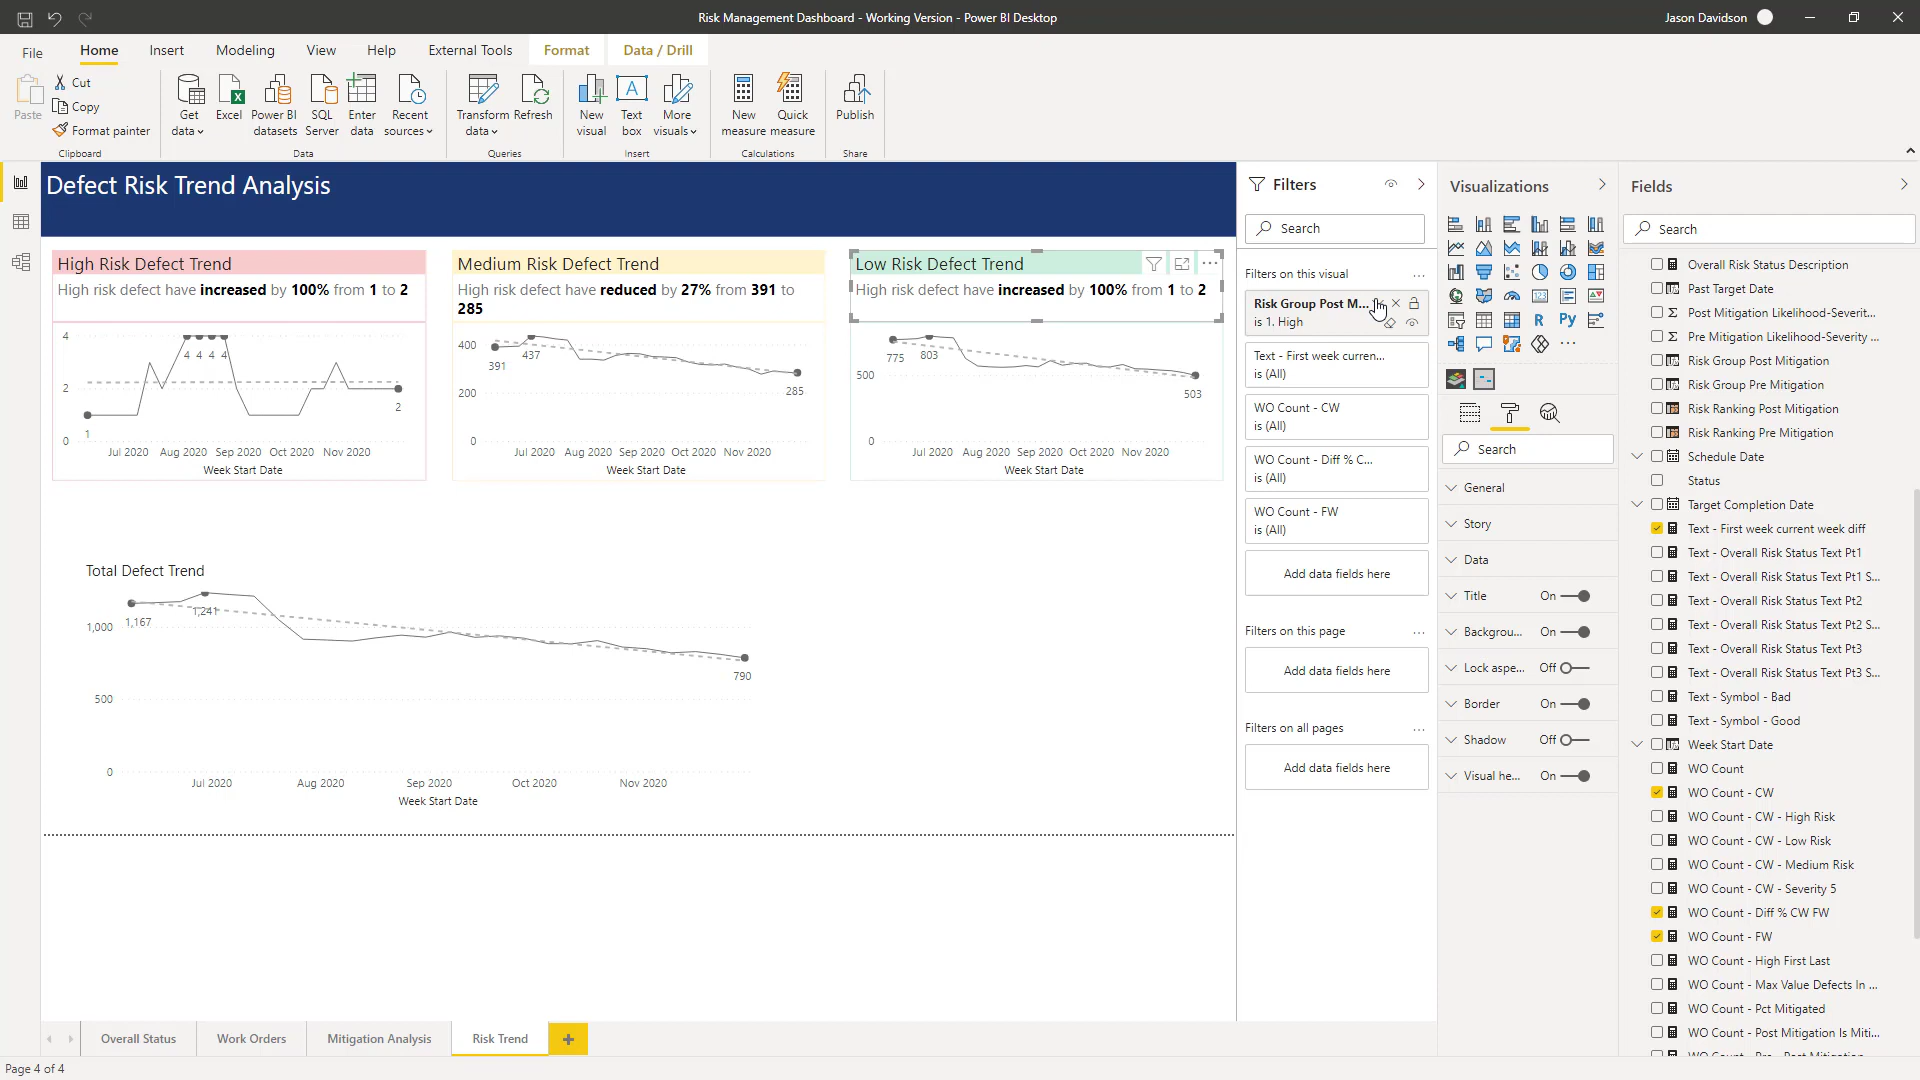 Risk Management Dashboard - Working Version - Power BI Desktop
Jason Davidson
File
Home
Insert
Modeling
View
Help
External Tools
Format
Data / Drill
Paste
Cut
Copy
Format painter
Clipboard
Get data
Excel
Power BI datasets
SQL Server
Enter data
Recent sources
Data
Transform data
Refresh
Queries
New visual
Text box
More visuals
Insert
New measure
Quick measure
Calculations
Publish
Share
Defect Risk Trend Analysis
High Risk Defect Trend
High risk defect have increased by 100% from 1 to 2
4
2
0
1
4 4 4 4
2
Jul 2020 Aug 2020 Sep 2020 Oct 2020 Nov 2020
Week Start Date
Medium Risk Defect Trend
High risk defect have reduced by 27% from 391 to
285
400
200
0
391
437
285
Jul 2020 Aug 2020 Sep 2020 Oct 2020 Nov 2020
Week Start Date
Low Risk Defect Trend
High risk defect have increased by 100% from 1 to 2
500
0
775
803
503
Jul 2020 Aug 2020 Sep 2020 Oct 2020 Nov 2020
Week Start Date
Total Defect Trend
1,000
500
0
1,167
1,241
790
Jul 2020 Aug 2020 Sep 2020 Oct 2020 Nov 2020
Week Start Date
Filters
Search
Filters on this visual
Risk Group Post M...
is 1. High
Text - First week curren...
is (All)
WO Count - CW
is (All)
WO Count - Diff % C...
is (All)
WO Count - FW
is (All)
Add data fields here
Filters on this page
Add data fields here
Filters on all pages
Add data fields here
Visualizations
R
Py
Search
General
Story
Data
Title On
Backgrou... On
Lock aspe... Off
Border On
Shadow Off
Visual he... On
Fields
Search
Overall Risk Status Description
Past Target Date
Post Mitigation Likelihood-Severit...
Pre Mitigation Likelihood-Severity ...
Risk Group Post Mitigation
Risk Group Pre Mitigation
Risk Ranking Post Mitigation
Risk Ranking Pre Mitigation
Schedule Date
Status
Target Completion Date
Text - First week current week diff
Text - Overall Risk Status Text Pt1
Text - Overall Risk Status Text Pt1 S...
Text - Overall Risk Status Text Pt2
Text - Overall Risk Status Text Pt2 S...
Text - Overall Risk Status Text Pt3
Text - Overall Risk Status Text Pt3 S...
Text - Symbol - Bad
Text - Symbol - Good
Week Start Date
WO Count
WO Count - CW
WO Count - CW - High Risk
WO Count - CW - Low Risk
WO Count - CW - Medium Risk
WO Count - CW - Severity 5
WO Count - Diff % CW FW
WO Count - FW
WO Count - High First Last
WO Count - Max Value Defects In ...
WO Count - Pct Mitigated
WO Count - Post Mitigation Is Miti...
Overall Status
Work Orders
Mitigation Analysis
Risk Trend
Page 4 of 4